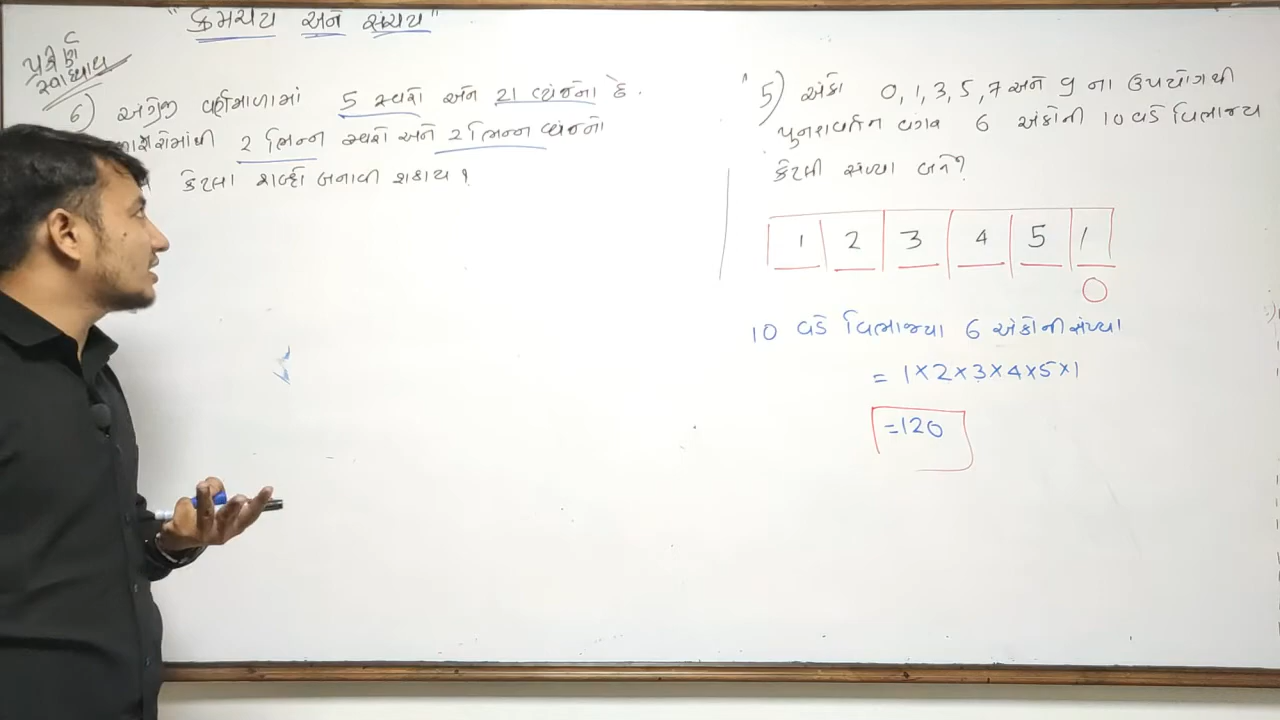 "ક્રમચય અને સંચય"
પ્રકીર્ણ
સ્વાધ્યાય
6) અંગ્રેજી વર્ણમાળામાં 5 સ્વરો અને 21 વ્યંજનો છે.
2 ભિન્ન સ્વરો અને 2 ભિન્ન વ્યંજનો
કેટલા શબ્દો બનાવી શકાય ?
5) અંકો 0, 1, 3, 5, 7 અને 9 ના ઉપયોગથી
પુનરાવર્તન વગર 6 અંકોની 10 વડે વિભાજ્ય
કેટલી સંખ્યા બને?
1 2 3 4 5 1
0
10 વડે વિભાજ્ય 6 અંકોની સંખ્યા
= 1×2×3×4×5×1
=120